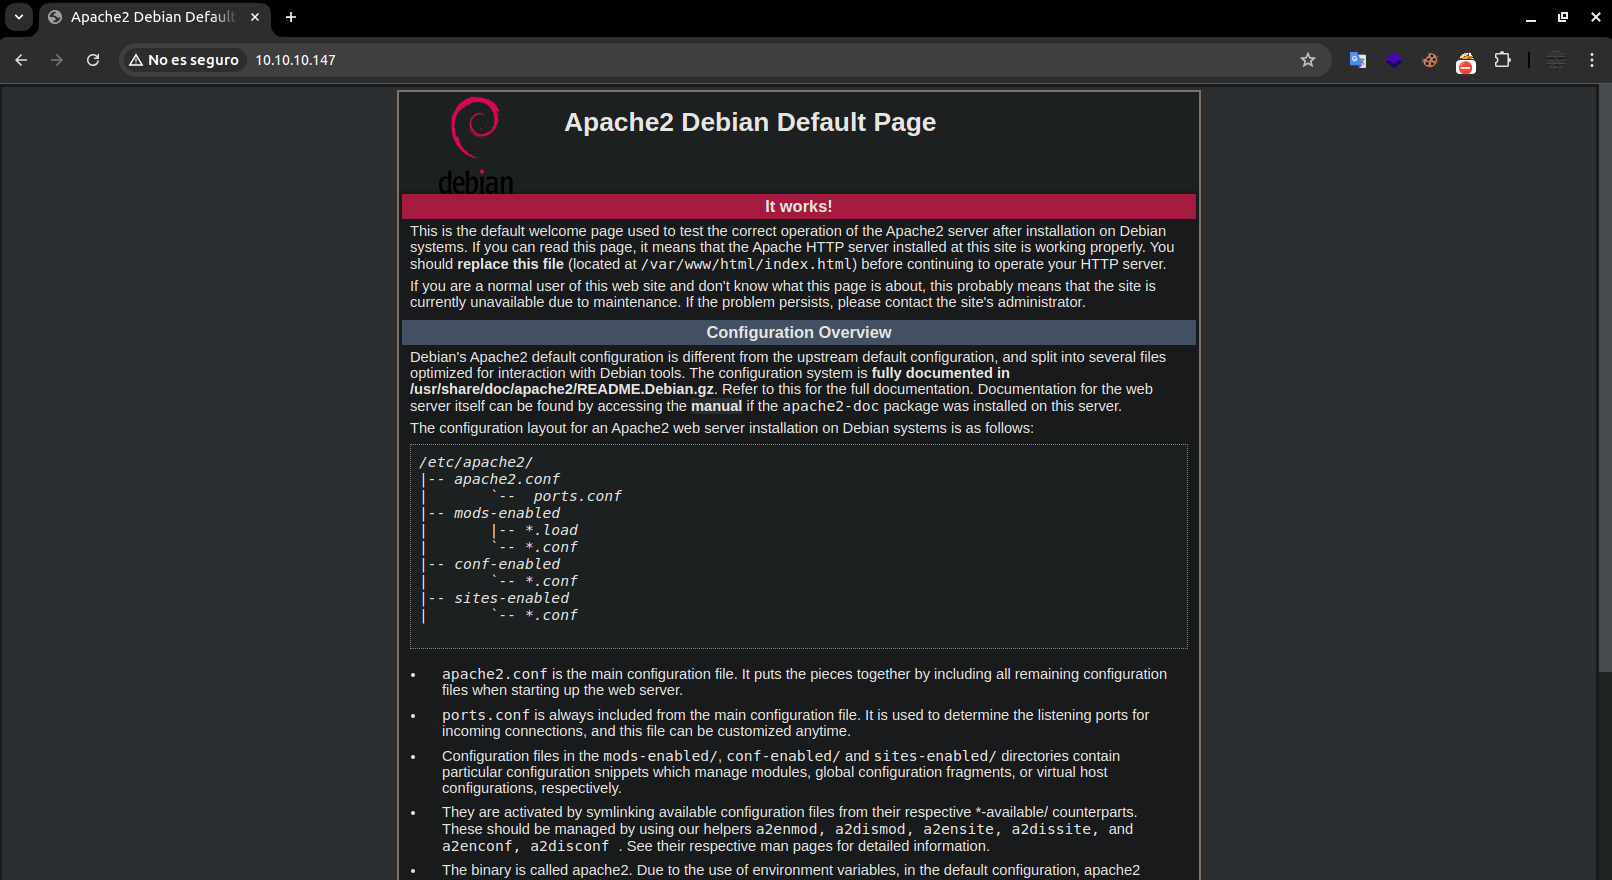 Apache2 Debian Default
No es seguro 10.10.10.147
debian
Apache2 Debian Default Page
It works!
This is the default welcome page used to test the correct operation of the Apache2 server after installation on Debian
systems. If you can read this page, it means that the Apache HTTP server installed at this site is working properly. You
should replace this file (located at /var/www/html/index.html) before continuing to operate your HTTP server.
If you are a normal user of this web site and don't know what this page is about, this probably means that the site is
currently unavailable due to maintenance. If the problem persists, please contact the site's administrator.
Configuration Overview
Debian's Apache2 default configuration is different from the upstream default configuration, and split into several files
optimized for interaction with Debian tools. The configuration system is fully documented in
/usr/share/doc/apache2/README.Debian.gz. Refer to this for the full documentation. Documentation for the web
server itself can be found by accessing the manual if the apache2-doc package was installed on this server.
The configuration layout for an Apache2 web server installation on Debian systems is as follows:
/etc/apache2/
|-- apache2.conf
|       `--  ports.conf
|-- mods-enabled
|       |-- *.load
|       `-- *.conf
|-- conf-enabled
|       `-- *.conf
|-- sites-enabled
|       `-- *.conf
• apache2.conf is the main configuration file. It puts the pieces together by including all remaining configuration
files when starting up the web server.
• ports.conf is always included from the main configuration file. It is used to determine the listening ports for
incoming connections, and this file can be customized anytime.
• Configuration files in the mods-enabled/, conf-enabled/ and sites-enabled/ directories contain
particular configuration snippets which manage modules, global configuration fragments, or virtual host
configurations, respectively.
• They are activated by symlinking available configuration files from their respective *-available/ counterparts.
These should be managed by using our helpers a2enmod, a2dismod, a2ensite, a2dissite, and
a2enconf, a2disconf . See their respective man pages for detailed information.
• The binary is called apache2. Due to the use of environment variables, in the default configuration, apache2